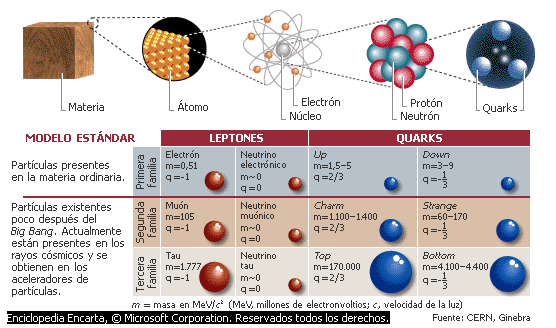 Materia
Átomo
Electrón
Núcleo
Protón
Neutrón
Quarks
MODELO ESTÁNDAR
LEPTONES
QUARKS
Partículas presentes
en la materia ordinaria.
Primera
familia
Electrón
m=0,51
q=-1
Neutrino
electrónico
m~0
q=0
Up
m=1,5-5
q=2/3
Down
m=3-9
q=-1/3
Partículas existentes
poco después del
Big Bang. Actualmente
están presentes en los
rayos cósmicos y se
obtienen en los
aceleradores de
partículas.
Segunda
familia
Muón
m=105
q=-1
Neutrino
muónico
m~0
q=0
Charm
m=1.100-1400
q=2/3
Strange
m=60-170
q=-1/3
Tercera
familia
Tau
m=1.777
q=-1
Neutrino
tau
m~0
q=0
Top
m=170.000
q=2/3
Bottom
m=4.100-4.400
q=-1/3
m = masa en MeV/c² (MeV, millones de electronvoltios; c, velocidad de la luz)
Enciclopedia Encarta, © Microsoft Corporation. Reservados todos los derechos.
Fuente: CERN, Ginebra